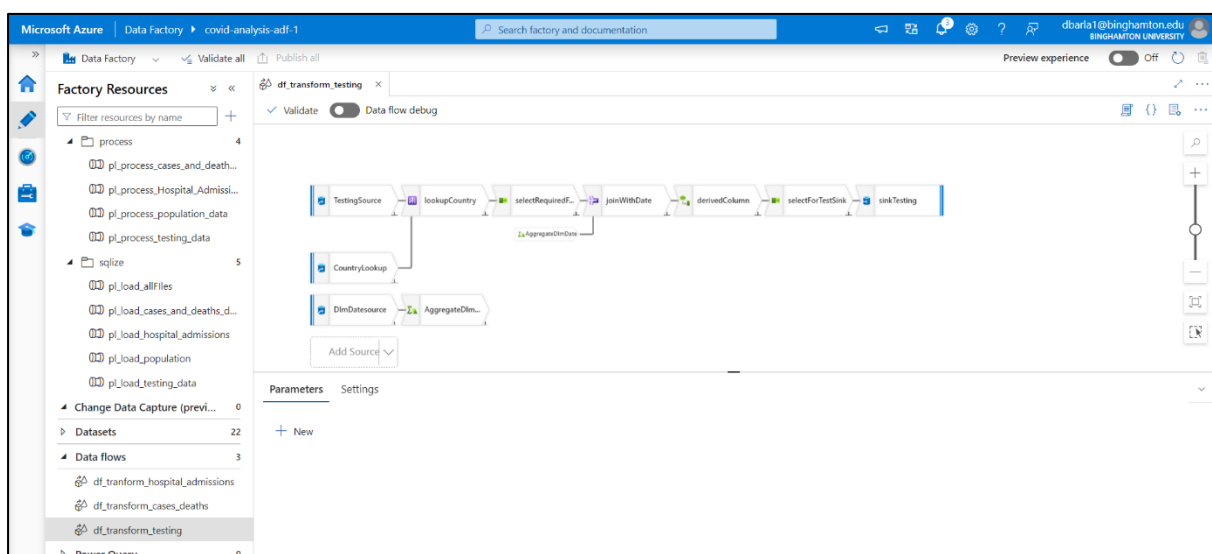 Microsoft Azure | Data Factory ▸ covid-analysis-adf-1
Search factory and documentation
dbarla1@binghamton.edu
BINGHAMTON UNIVERSITY
Data Factory
Validate all
Publish all
Preview experience
Off
Factory Resources
Filter resources by name
process 4
pl_process_cases_and_death...
pl_process_Hospital_Admissi...
pl_process_population_data
pl_process_testing_data
sqlize 5
pl_load_allFIles
pl_load_cases_and_deaths_d...
pl_load_hospital_admissions
pl_load_population
pl_load_testing_data
Change Data Capture (previ... 0
Datasets 22
Data flows 3
df_tranform_hospital_admissions
df_transform_cases_deaths
df_transform_testing
Power Query 0
df_transform_testing
Validate
Data flow debug
TestingSource
lookupCountry
selectRequiredF...
joinWithDate
derivedColumn
selectForTestSink
sinkTesting
AggregateDImDate
CountryLookup
DImDatesource
AggregateDIm...
Add Source
Parameters
Settings
New